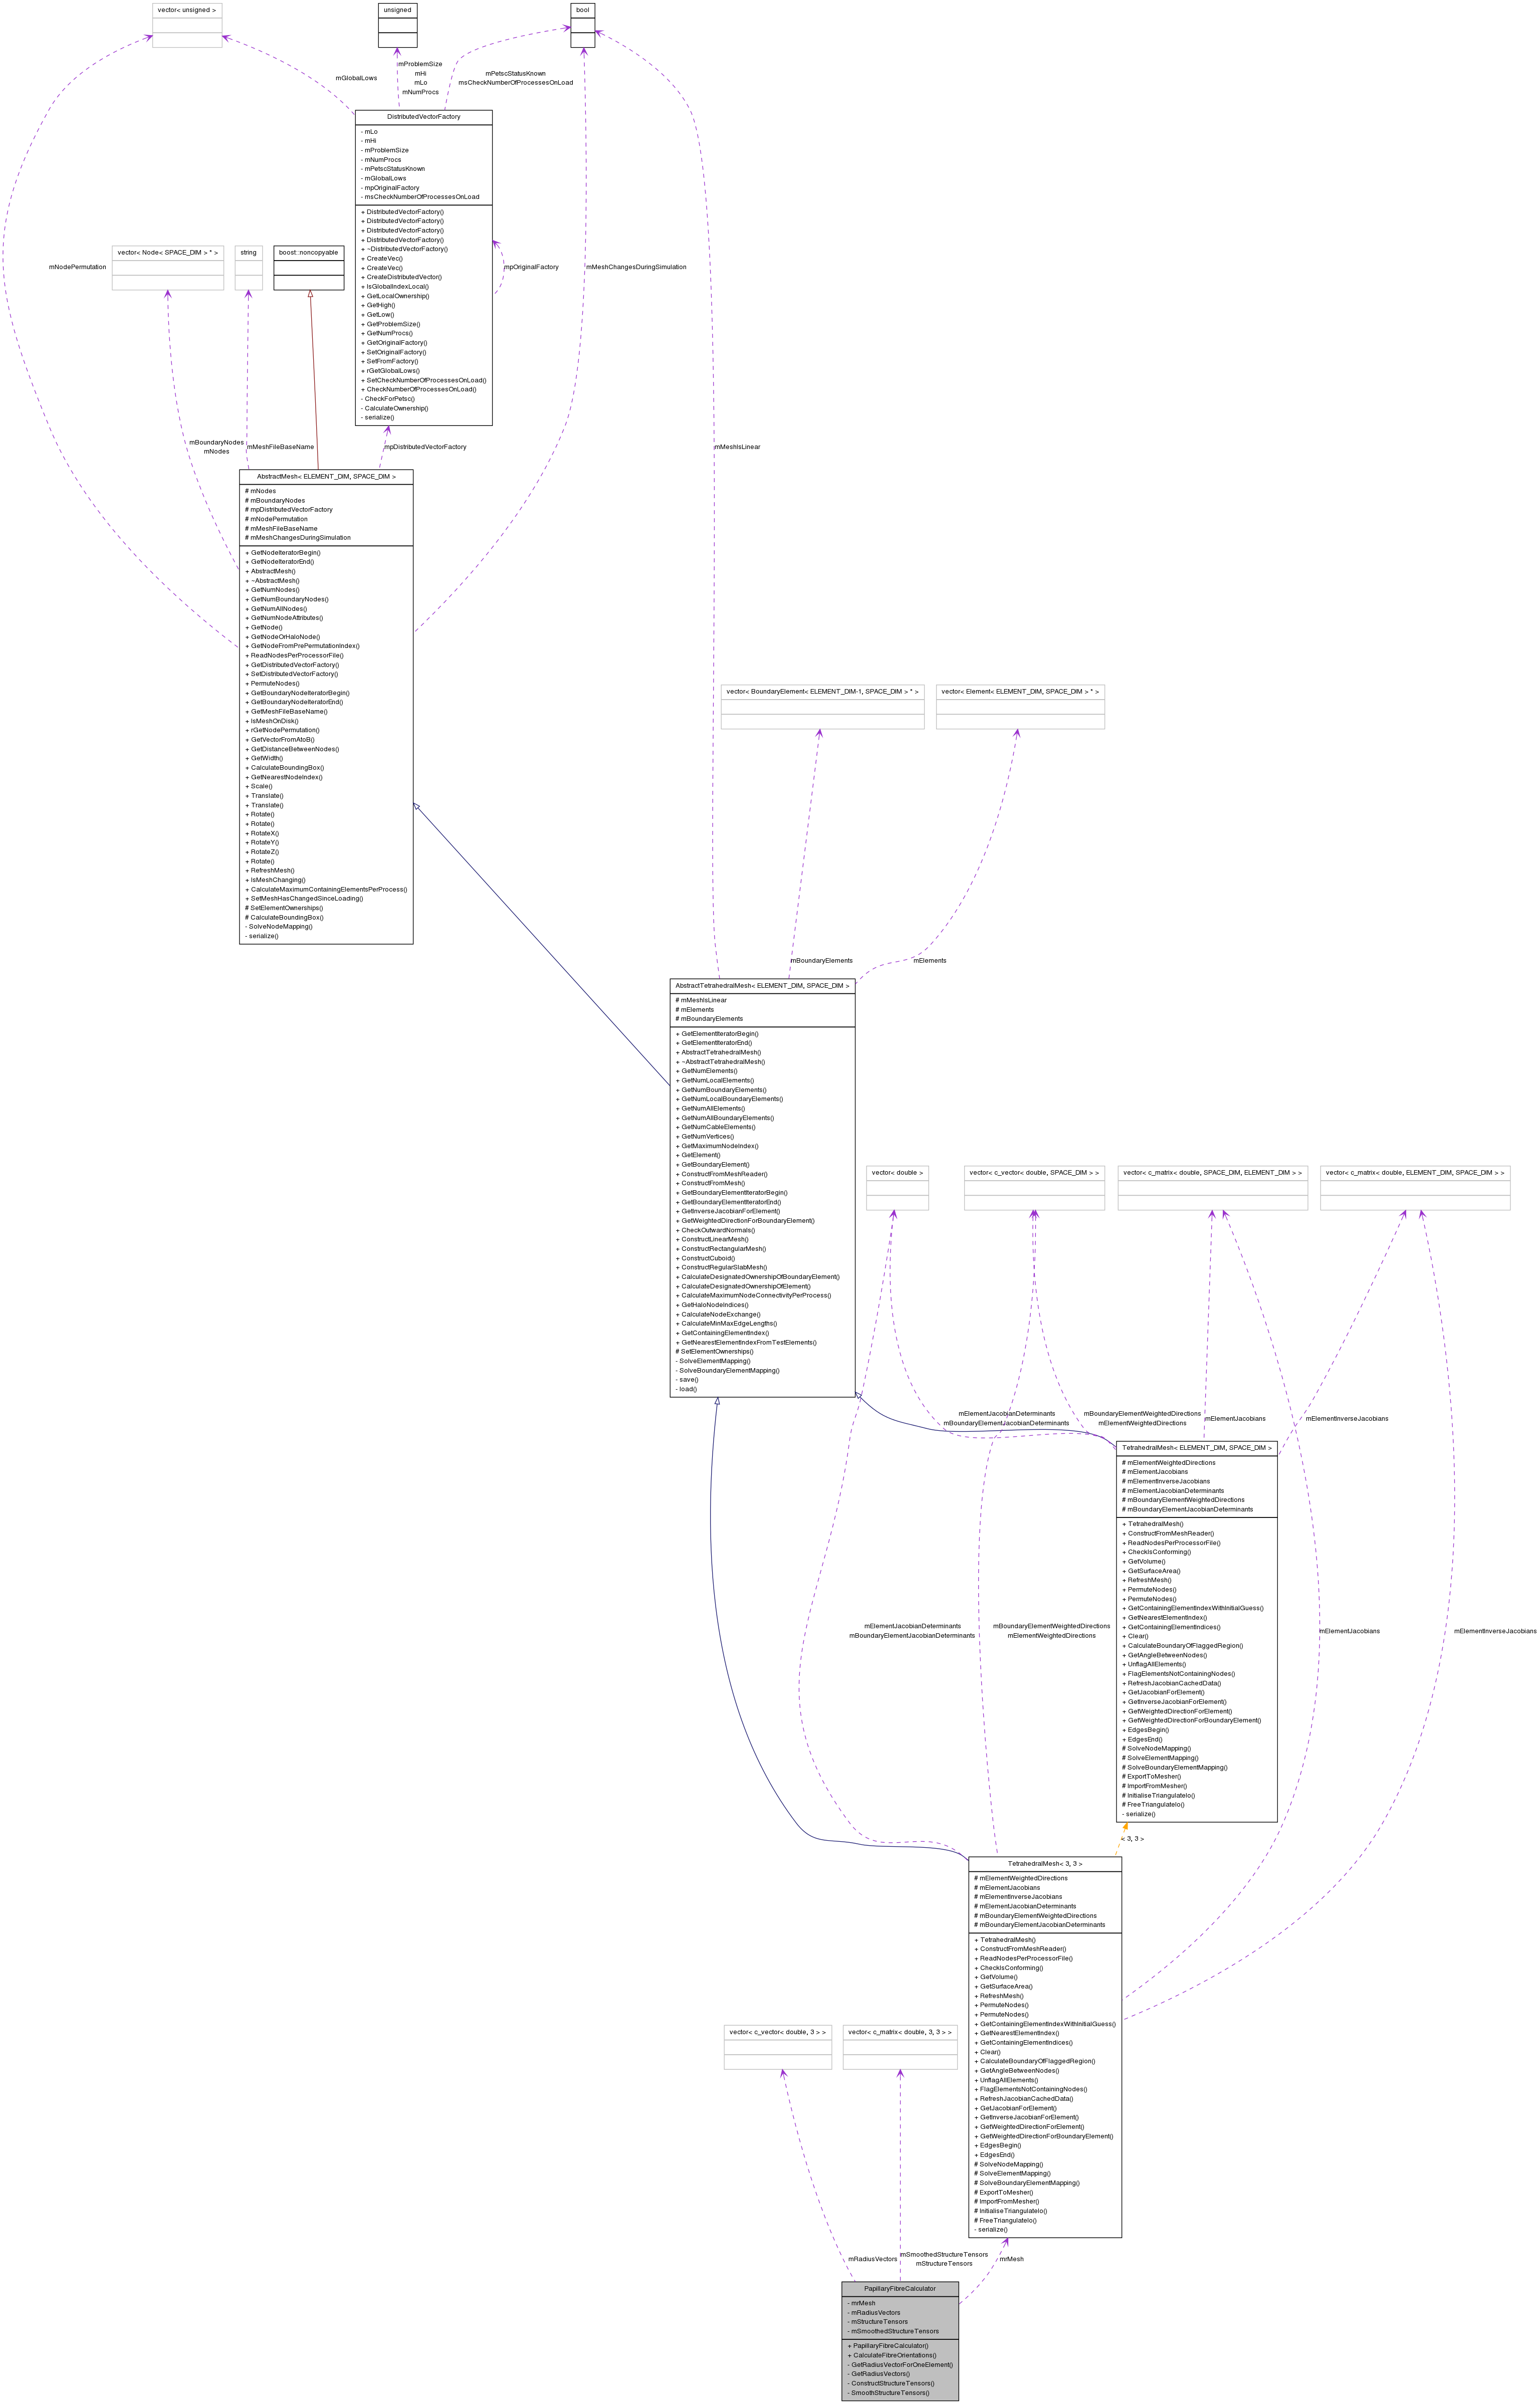 vector< unsigned >
unsigned
bool
mProblemSize
mHi
mLo
mNumProcs
mGlobalLows
mPetscStatusKnown
msCheckNumberOfProcessesOnLoad
DistributedVectorFactory
- mLo
- mHi
- mProblemSize
- mNumProcs
- mPetscStatusKnown
- mGlobalLows
- mpOriginalFactory
- msCheckNumberOfProcessesOnLoad
+ DistributedVectorFactory()
+ DistributedVectorFactory()
+ DistributedVectorFactory()
+ DistributedVectorFactory()
+ ~DistributedVectorFactory()
+ CreateVec()
+ CreateVec()
+ CreateDistributedVector()
+ IsGlobalIndexLocal()
+ GetLocalOwnership()
+ GetHigh()
+ GetLow()
+ GetProblemSize()
+ GetNumProcs()
+ GetOriginalFactory()
+ SetOriginalFactory()
+ SetFromFactory()
+ rGetGlobalLows()
+ SetCheckNumberOfProcessesOnLoad()
+ CheckNumberOfProcessesOnLoad()
- CheckForPetsc()
- CalculateOwnership()
- serialize()
vector< Node< SPACE_DIM > * >
string
boost::noncopyable
mNodePermutation
mpOriginalFactory
mMeshChangesDuringSimulation
mBoundaryNodes
mNodes
mMeshFileBaseName
mpDistributedVectorFactory
mMeshIsLinear
AbstractMesh< ELEMENT_DIM, SPACE_DIM >
# mNodes
# mBoundaryNodes
# mpDistributedVectorFactory
# mNodePermutation
# mMeshFileBaseName
# mMeshChangesDuringSimulation
+ GetNodeIteratorBegin()
+ GetNodeIteratorEnd()
+ AbstractMesh()
+ ~AbstractMesh()
+ GetNumNodes()
+ GetNumBoundaryNodes()
+ GetNumAllNodes()
+ GetNumNodeAttributes()
+ GetNode()
+ GetNodeOrHaloNode()
+ GetNodeFromPrePermutationIndex()
+ ReadNodesPerProcessorFile()
+ GetDistributedVectorFactory()
+ SetDistributedVectorFactory()
+ PermuteNodes()
+ GetBoundaryNodeIteratorBegin()
+ GetBoundaryNodeIteratorEnd()
+ GetMeshFileBaseName()
+ IsMeshOnDisk()
+ rGetNodePermutation()
+ GetVectorFromAtoB()
+ GetDistanceBetweenNodes()
+ GetWidth()
+ CalculateBoundingBox()
+ GetNearestNodeIndex()
+ Scale()
+ Translate()
+ Translate()
+ Rotate()
+ Rotate()
+ RotateX()
+ RotateY()
+ RotateZ()
+ Rotate()
+ RefreshMesh()
+ IsMeshChanging()
+ CalculateMaximumContainingElementsPerProcess()
+ SetMeshHasChangedSinceLoading()
# SetElementOwnerships()
# CalculateBoundingBox()
- SolveNodeMapping()
- serialize()
vector< BoundaryElement< ELEMENT_DIM-1, SPACE_DIM > * >
vector< Element< ELEMENT_DIM, SPACE_DIM > * >
mBoundaryElements
mElements
AbstractTetrahedralMesh< ELEMENT_DIM, SPACE_DIM >
# mMeshIsLinear
# mElements
# mBoundaryElements
+ GetElementIteratorBegin()
+ GetElementIteratorEnd()
+ AbstractTetrahedralMesh()
+ ~AbstractTetrahedralMesh()
+ GetNumElements()
+ GetNumLocalElements()
+ GetNumBoundaryElements()
+ GetNumLocalBoundaryElements()
+ GetNumAllElements()
+ GetNumAllBoundaryElements()
+ GetNumCableElements()
+ GetNumVertices()
+ GetMaximumNodeIndex()
+ GetElement()
+ GetBoundaryElement()
+ ConstructFromMeshReader()
+ ConstructFromMesh()
+ GetBoundaryElementIteratorBegin()
+ GetBoundaryElementIteratorEnd()
+ GetInverseJacobianForElement()
+ GetWeightedDirectionForBoundaryElement()
+ CheckOutwardNormals()
+ ConstructLinearMesh()
+ ConstructRectangularMesh()
+ ConstructCuboid()
+ ConstructRegularSlabMesh()
+ CalculateDesignatedOwnershipOfBoundaryElement()
+ CalculateDesignatedOwnershipOfElement()
+ CalculateMaximumNodeConnectivityPerProcess()
+ GetHaloNodeIndices()
+ CalculateNodeExchange()
+ CalculateMinMaxEdgeLengths()
+ GetContainingElementIndex()
+ GetNearestElementIndexFromTestElements()
# SetElementOwnerships()
- SolveElementMapping()
- SolveBoundaryElementMapping()
- save()
- load()
vector< double >
vector< c_vector< double, SPACE_DIM > >
vector< c_matrix< double, SPACE_DIM, ELEMENT_DIM > >
vector< c_matrix< double, ELEMENT_DIM, SPACE_DIM > >
mElementJacobianDeterminants
mBoundaryElementJacobianDeterminants
mBoundaryElementWeightedDirections
mElementWeightedDirections
mElementJacobians
mElementInverseJacobians
TetrahedralMesh< ELEMENT_DIM, SPACE_DIM >
# mElementWeightedDirections
# mElementJacobians
# mElementInverseJacobians
# mElementJacobianDeterminants
# mBoundaryElementWeightedDirections
# mBoundaryElementJacobianDeterminants
+ TetrahedralMesh()
+ ConstructFromMeshReader()
+ ReadNodesPerProcessorFile()
+ CheckIsConforming()
+ GetVolume()
+ GetSurfaceArea()
+ RefreshMesh()
+ PermuteNodes()
+ PermuteNodes()
+ GetContainingElementIndexWithInitialGuess()
+ GetNearestElementIndex()
+ GetContainingElementIndices()
+ Clear()
+ CalculateBoundaryOfFlaggedRegion()
+ GetAngleBetweenNodes()
+ UnflagAllElements()
+ FlagElementsNotContainingNodes()
+ RefreshJacobianCachedData()
+ GetJacobianForElement()
+ GetInverseJacobianForElement()
+ GetWeightedDirectionForElement()
+ GetWeightedDirectionForBoundaryElement()
+ EdgesBegin()
+ EdgesEnd()
# SolveNodeMapping()
# SolveElementMapping()
# SolveBoundaryElementMapping()
# ExportToMesher()
# ImportFromMesher()
# InitialiseTriangulateIo()
# FreeTriangulateIo()
- serialize()
mElementJacobianDeterminants
mBoundaryElementJacobianDeterminants
mBoundaryElementWeightedDirections
mElementWeightedDirections
mElementJacobians
mElementInverseJacobians
< 3, 3 >
TetrahedralMesh< 3, 3 >
# mElementWeightedDirections
# mElementJacobians
# mElementInverseJacobians
# mElementJacobianDeterminants
# mBoundaryElementWeightedDirections
# mBoundaryElementJacobianDeterminants
+ TetrahedralMesh()
+ ConstructFromMeshReader()
+ ReadNodesPerProcessorFile()
+ CheckIsConforming()
+ GetVolume()
+ GetSurfaceArea()
+ RefreshMesh()
+ PermuteNodes()
+ PermuteNodes()
+ GetContainingElementIndexWithInitialGuess()
+ GetNearestElementIndex()
+ GetContainingElementIndices()
+ Clear()
+ CalculateBoundaryOfFlaggedRegion()
+ GetAngleBetweenNodes()
+ UnflagAllElements()
+ FlagElementsNotContainingNodes()
+ RefreshJacobianCachedData()
+ GetJacobianForElement()
+ GetInverseJacobianForElement()
+ GetWeightedDirectionForElement()
+ GetWeightedDirectionForBoundaryElement()
+ EdgesBegin()
+ EdgesEnd()
# SolveNodeMapping()
# SolveElementMapping()
# SolveBoundaryElementMapping()
# ExportToMesher()
# ImportFromMesher()
# InitialiseTriangulateIo()
# FreeTriangulateIo()
- serialize()
vector< c_vector< double, 3 > >
vector< c_matrix< double, 3, 3 > >
mRadiusVectors
mSmoothedStructureTensors
mStructureTensors
mrMesh
PapillaryFibreCalculator
- mrMesh
- mRadiusVectors
- mStructureTensors
- mSmoothedStructureTensors
+ PapillaryFibreCalculator()
+ CalculateFibreOrientations()
- GetRadiusVectorForOneElement()
- GetRadiusVectors()
- ConstructStructureTensors()
- SmoothStructureTensors()